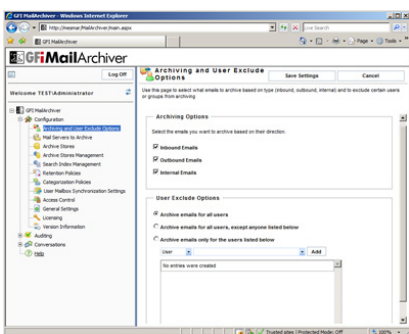 GFI MailArchiver - Windows Internet Explorer
Live Search
GFI MailArchiver
Page
Tools
GFiMailArchiver
Log Off
Welcome TEST\Administrator
GFI MailArchiver
Configuration
Archiving and User Exclude Options
Mail Servers to Archive
Archive Stores
Archive Stores Management
Search Index Management
Retention Policies
Categorization Policies
User Mailbox Synchronization Settings
Access Control
General Settings
Licensing
Version Information
Auditing
Conversations
Help
Archiving and User Exclude
Options
Save Settings
Cancel
Use this page to select what emails to archive based on type (inbound, outbound, internal) and to exclude certain users
or groups from archiving
Archiving Options
Select the emails you want to archive based on their direction.
Inbound Emails
Outbound Emails
Internal Emails
User Exclude Options
Archive emails for all users
Archive emails for all users, except anyone listed below
Archive emails only for the users listed below
User
Add
No entries were created
Trusted sites | Protected Mode: Off
100%